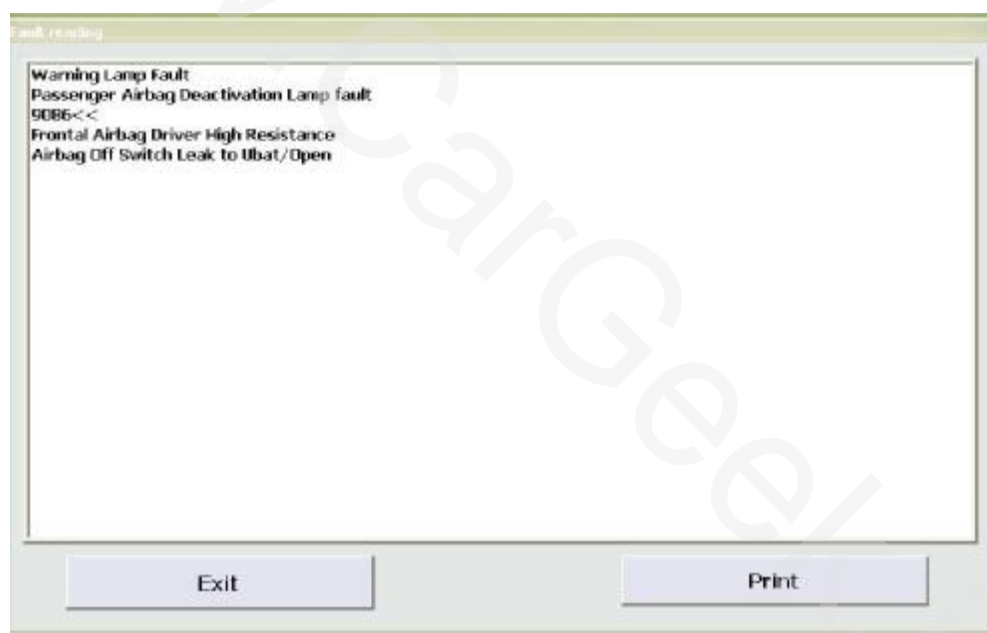 Fault reading
Warning Lamp Fault
Passenger Airbag Deactivation Lamp fault
9086<<
Frontal Airbag Driver High Resistance
Airbag Off Switch Leak to Ubat/Open
Exit
Print
CarGeek